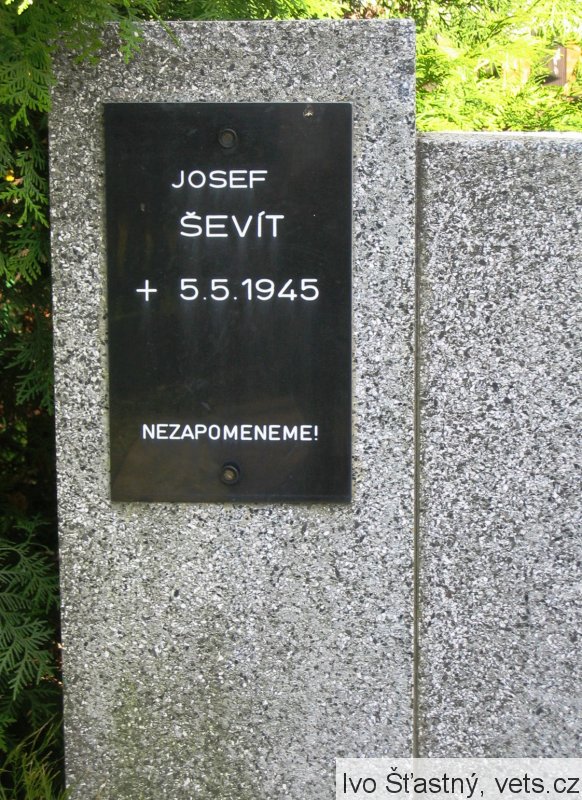 JOSEF
ŠEVÍT
+ 5.5.1945
NEZAPOMENEME!
Ivo Šťastný, vets.cz